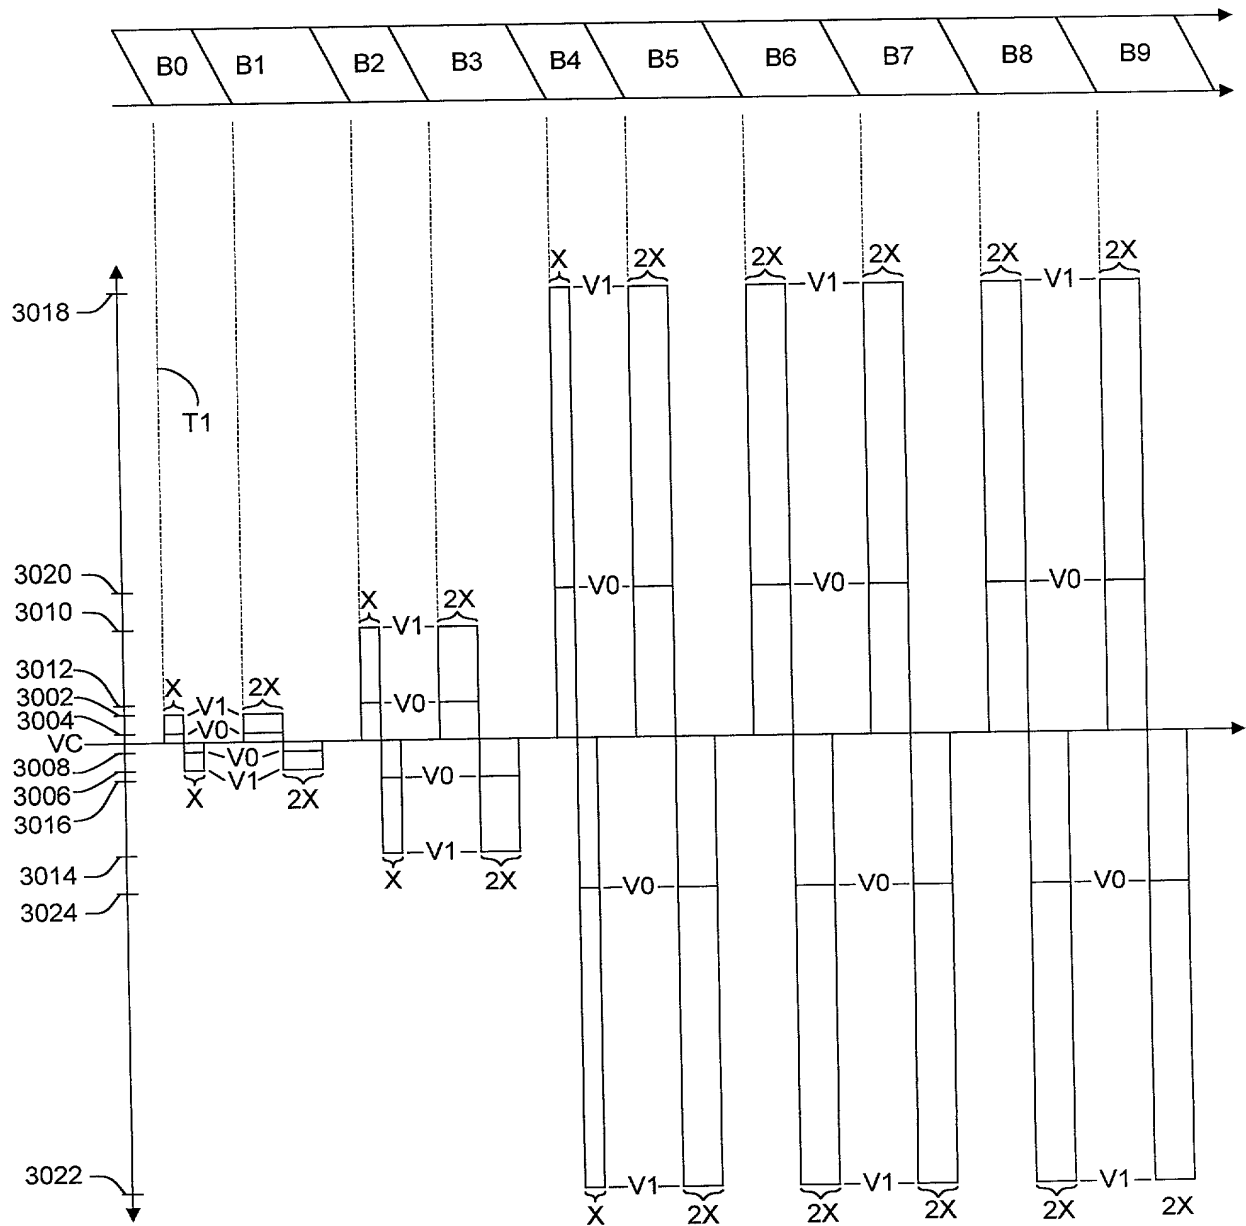 B0 B1 B2 B3 B4 B5 B6 B7 B8 B9
X 2X 2X 2X 2X 2X
3018 V1 V1 V1
T1
3020 V0 V0 V0
3010 X V1 2X
3012 V0
3002 X V1 2X
3004 V0
VC
3008 V0
3006 V1 V0
3016 X 2X
3014 V1
X 2X
3024 V0 V0 V0
3022 V1 V1 V1
X 2X 2X 2X 2X 2X